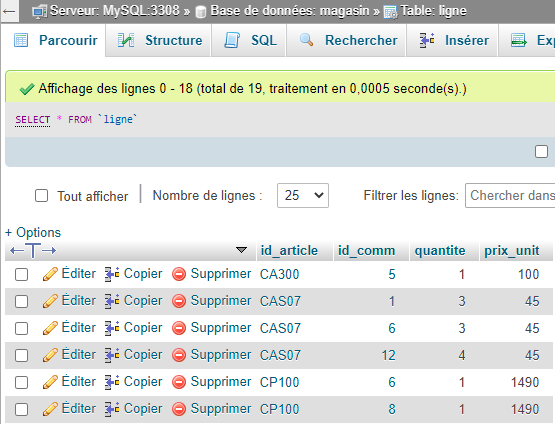 Serveur: MySQL:3308 » Base de données: magasin » Table: ligne
Parcourir Structure SQL Rechercher Insérer Exp
Affichage des lignes 0 - 18 (total de 19, traitement en 0,0005 seconde(s).)
SELECT * FROM `ligne`
Tout afficher Nombre de lignes : 25 Filtrer les lignes: Chercher dans
+ Options
←T→ id_article id_comm quantite prix_unit
Éditer Copier Supprimer CA300 5 1 100
Éditer Copier Supprimer CAS07 1 3 45
Éditer Copier Supprimer CAS07 6 3 45
Éditer Copier Supprimer CAS07 12 4 45
Éditer Copier Supprimer CP100 6 1 1490
Éditer Copier Supprimer CP100 8 1 1490